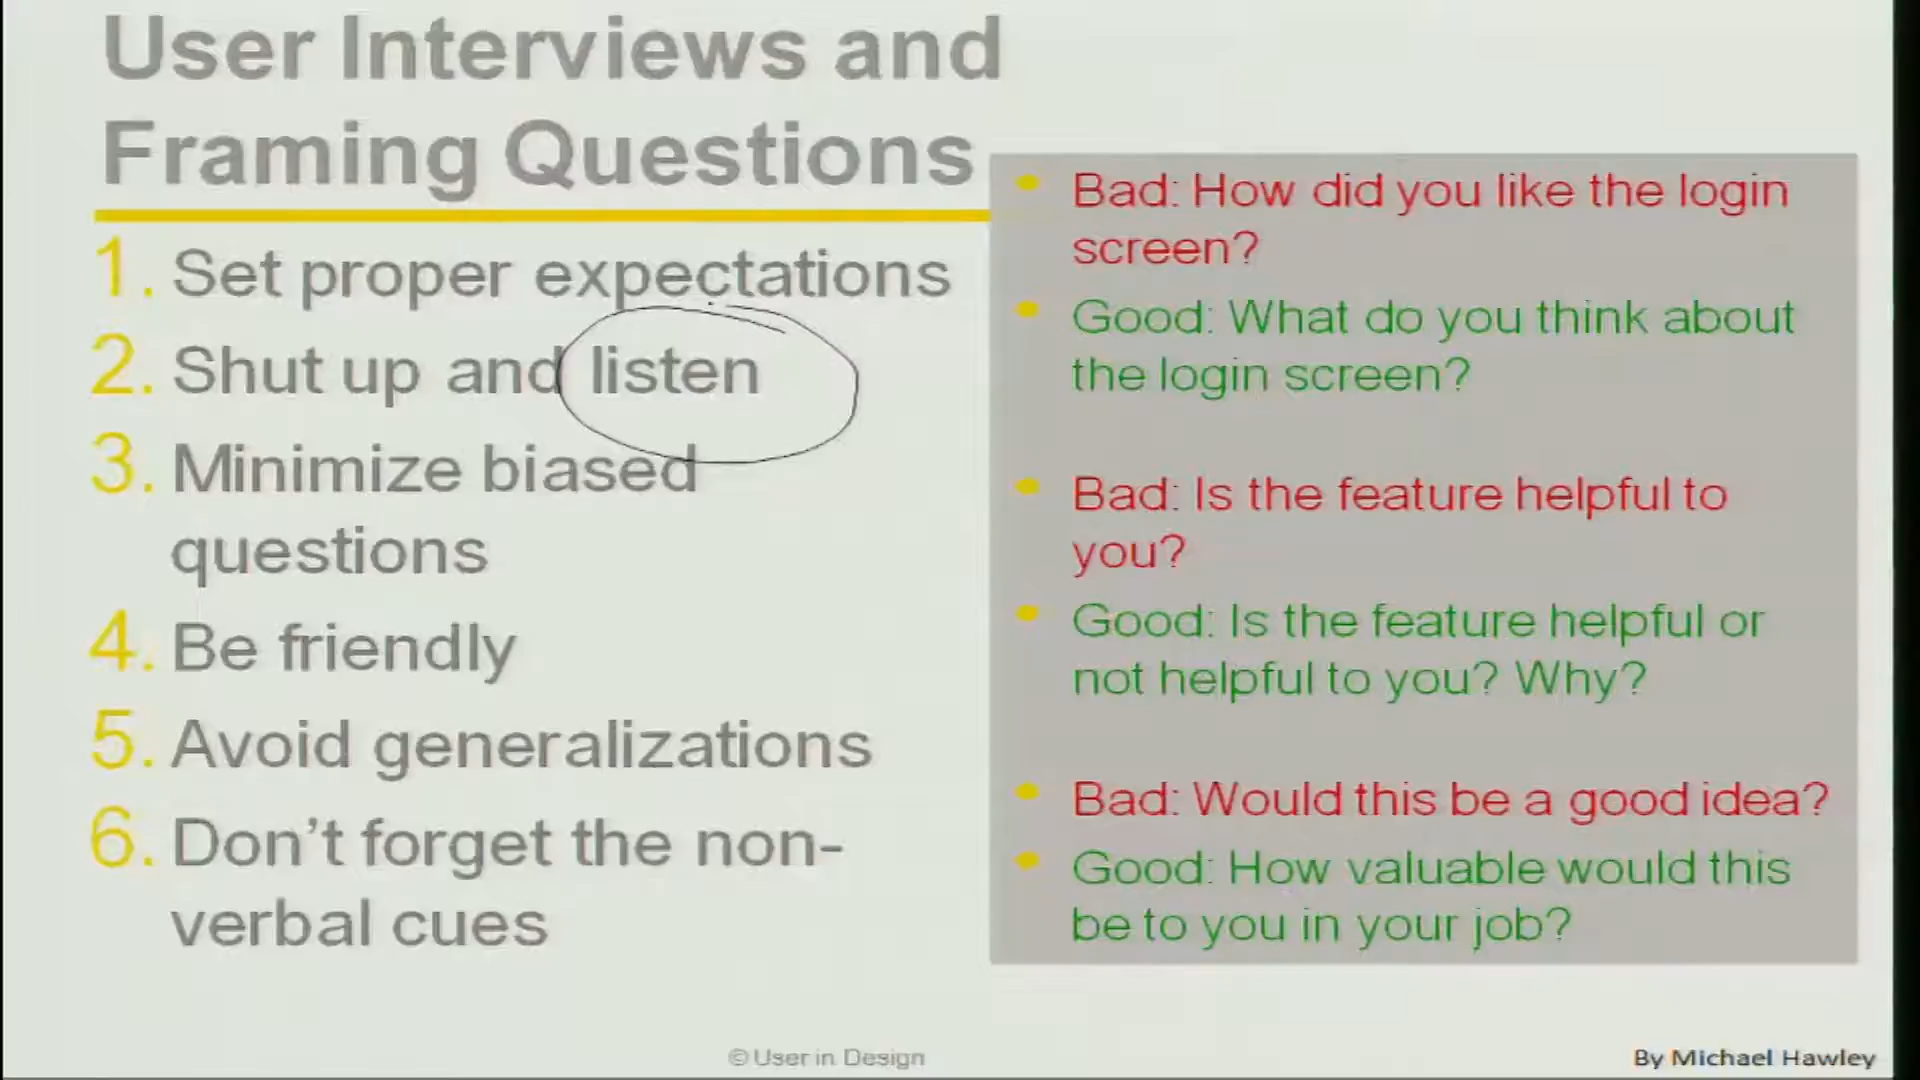 User Interviews and
Framing Questions
1. Set proper expectations
2. Shut up and listen
3. Minimize biased
questions
4. Be friendly
5. Avoid generalizations
6. Don't forget the non-
verbal cues
Bad: How did you like the login
screen?
Good: What do you think about
the login screen?
Bad: Is the feature helpful to
you?
Good: Is the feature helpful or
not helpful to you? Why?
Bad: Would this be a good idea?
Good: How valuable would this
be to you in your job?
© User in Design
By Michael Hawley